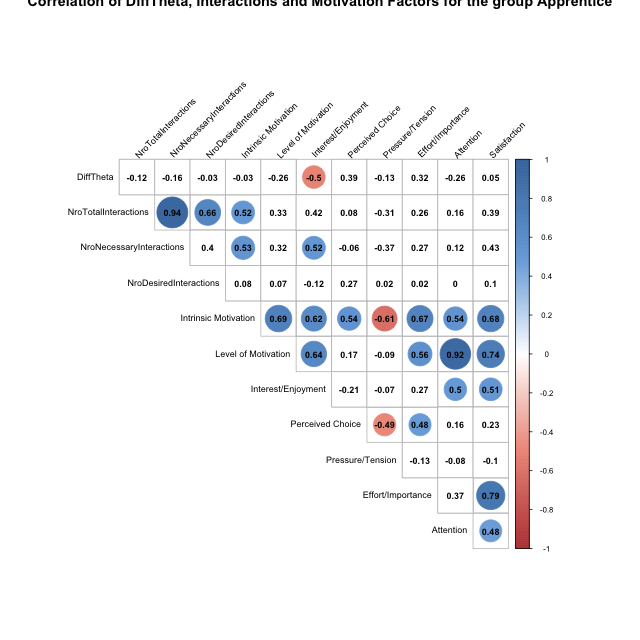 Correlation of DiffTheta, Interactions and Motivation Factors for the group Apprentice
NroTotalInteractions
NroNecessaryInteractions
NroDesiredInteractions
Intrinsic Motivation
Level of Motivation
Interest/Enjoyment
Perceived Choice
Pressure/Tension
Effort/Importance
Attention
Satisfaction
DiffTheta -0.12 -0.16 -0.03 -0.03 -0.26 -0.5 0.39 -0.13 0.32 -0.26 0.05
NroTotalInteractions 0.94 0.66 0.52 0.33 0.42 0.08 -0.31 0.26 0.16 0.39
NroNecessaryInteractions 0.4 0.53 0.32 0.52 -0.06 -0.37 0.27 0.12 0.43
NroDesiredInteractions 0.08 0.07 -0.12 0.27 0.02 0.02 0 0.1
Intrinsic Motivation 0.69 0.62 0.54 -0.61 0.67 0.54 0.68
Level of Motivation 0.64 0.17 -0.09 0.56 0.92 0.74
Interest/Enjoyment -0.21 -0.07 0.27 0.5 0.51
Perceived Choice -0.49 0.48 0.16 0.23
Pressure/Tension -0.13 -0.08 -0.1
Effort/Importance 0.37 0.79
Attention 0.48
1
0.8
0.6
0.4
0.2
0
-0.2
-0.4
-0.6
-0.8
-1